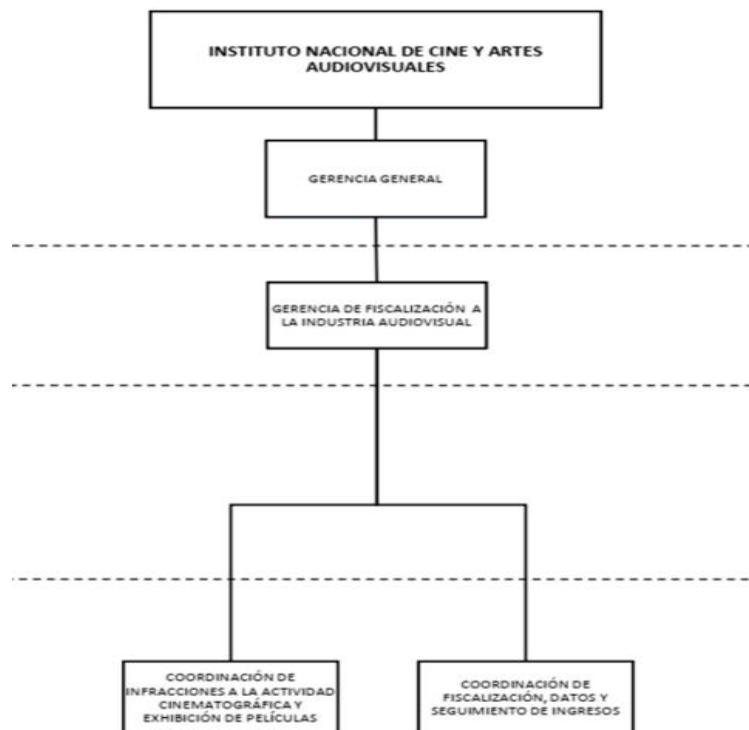 INSTITUTO NACIONAL DE CINE Y ARTES
AUDIOVISUALES
GERENCIA GENERAL
GERENCIA DE FISCALIZACIÓN A
LA INDUSTRIA AUDIOVISUAL
COORDINACIÓN DE
INFRACCIONES A LA ACTIVIDAD
CINEMATOGRÁFICA Y
EXHIBICIÓN DE PELÍCULAS
COORDINACIÓN DE
FISCALIZACIÓN, DATOS Y
SEGUIMIENTO DE INGRESOS